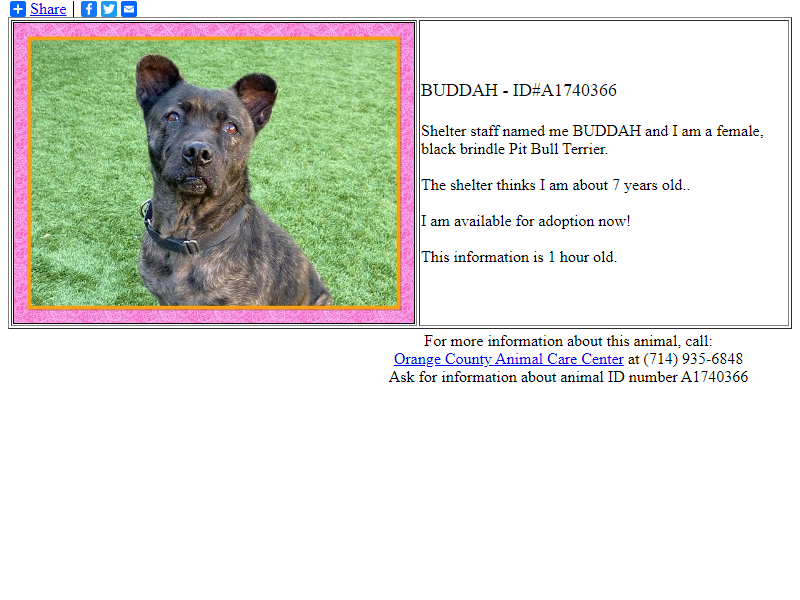 Share
BUDDAH - ID#A1740366
Shelter staff named me BUDDAH and I am a female,
black brindle Pit Bull Terrier.
The shelter thinks I am about 7 years old..
I am available for adoption now!
This information is 1 hour old.
For more information about this animal, call:
Orange County Animal Care Center at (714) 935-6848
Ask for information about animal ID number A1740366